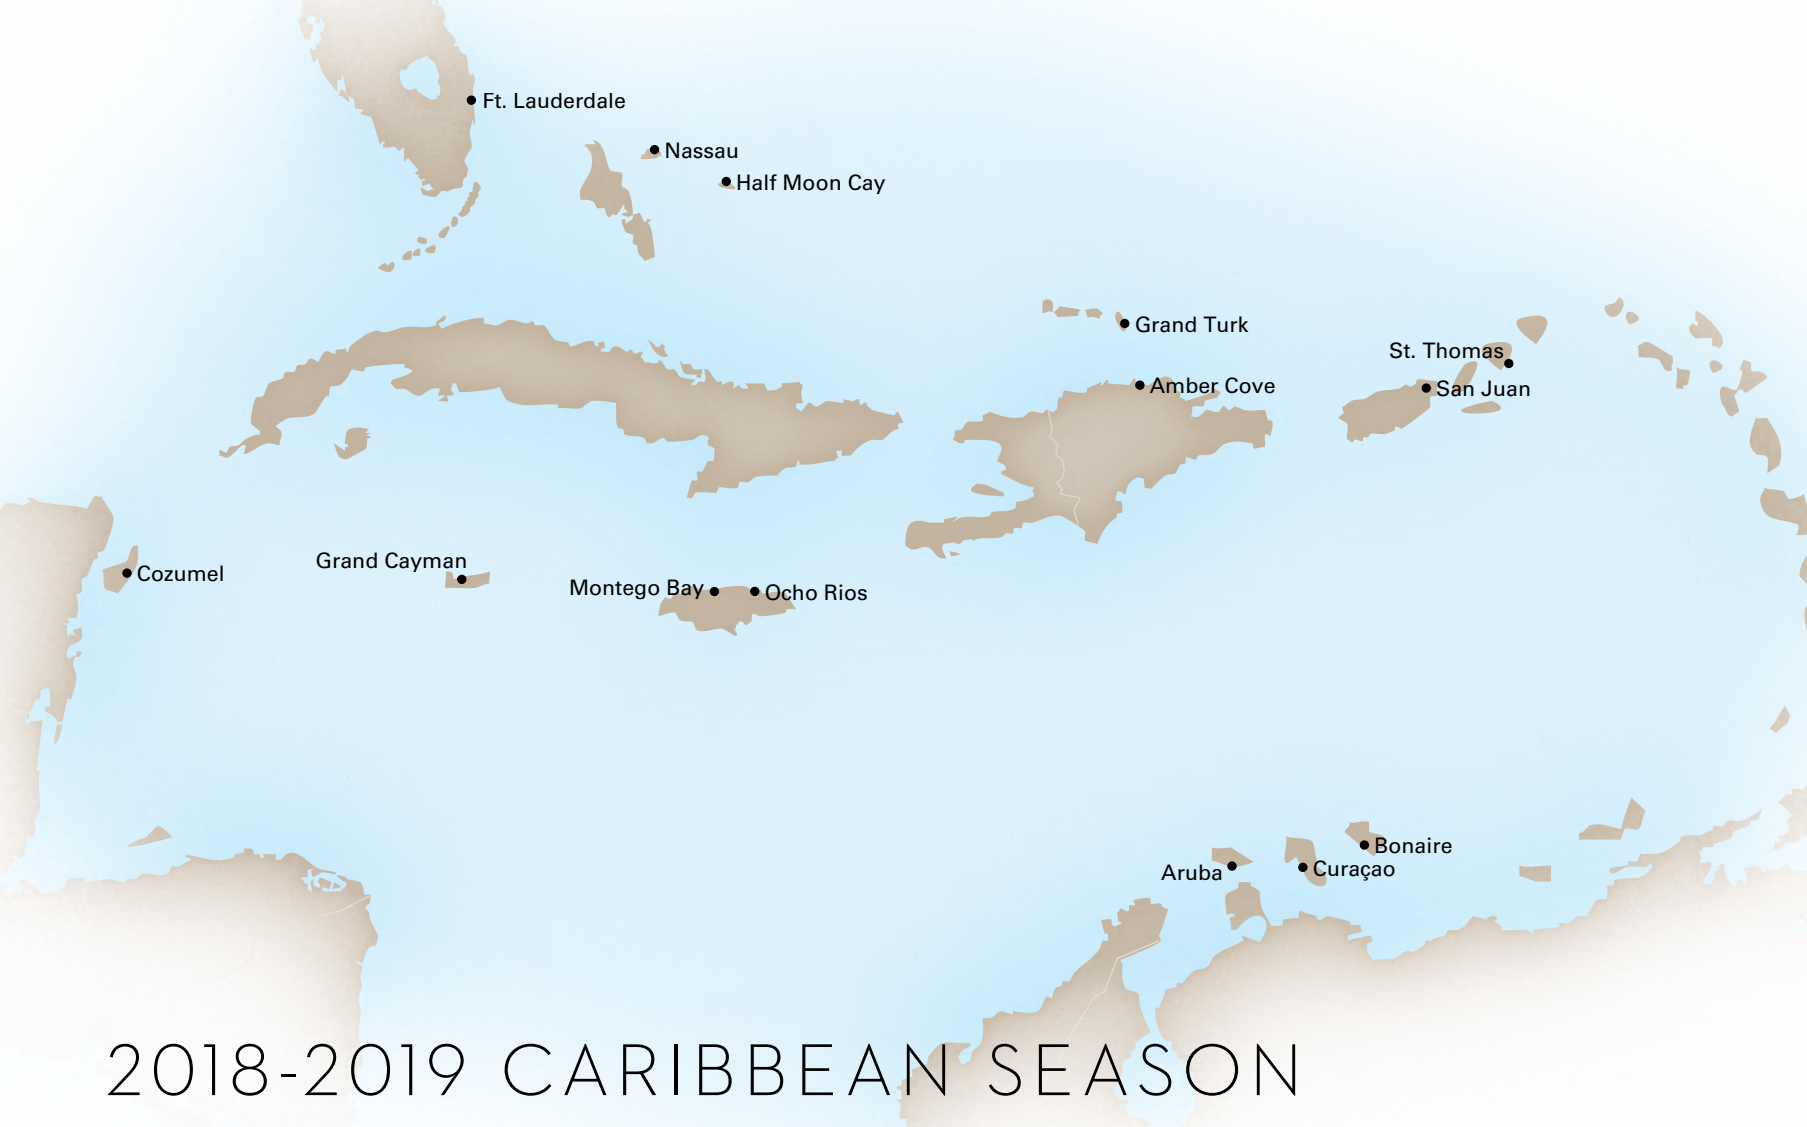 Ft. Lauderdale
Nassau
Half Moon Cay
Grand Turk
St. Thomas
Amber Cove
San Juan
Grand Cayman
Cozumel
Montego Bay
Ocho Rios
Bonaire
Aruba
Curaçao
2018-2019 CARIBBEAN SEASON